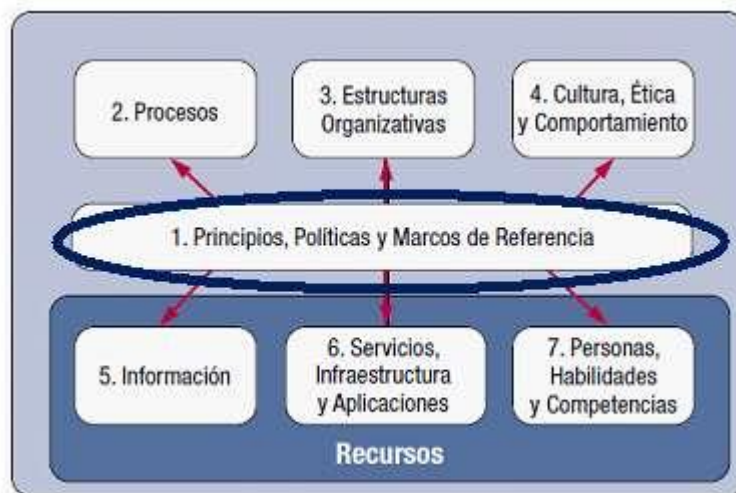 2. Procesos
3. Estructuras
Organizativas
4. Cultura, Ética
y Comportamiento
1. Principios, Políticas y Marcos de Referencia
5. Información
6. Servicios,
Infraestructura
y Aplicaciones
7. Personas,
Habilidades
y Competencias
Recursos